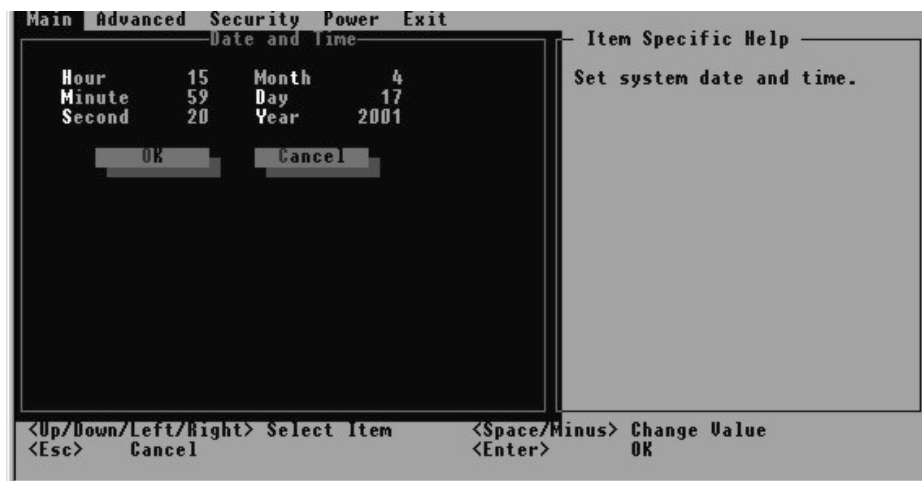 Main Advanced Security Power Exit
Date and Time
Item Specific Help
Hour 15 Month 4
Set system date and time.
Minute 59 Day 17
Second 20 Year 2001
OK Cancel
<Up/Down/Left/Right> Select Item <Space/Minus> Change Value
<Esc> Cancel <Enter> OK